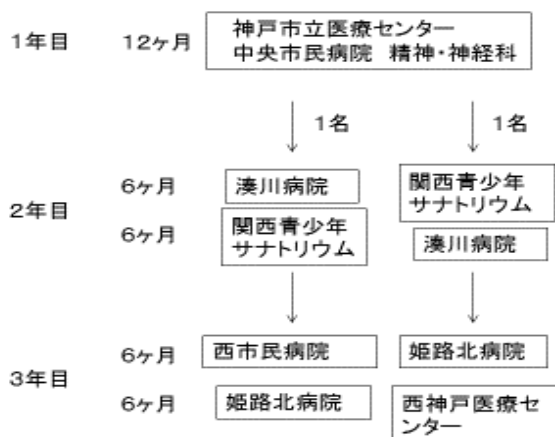 1年目 12ヶ月 神戸市立医療センター
中央市民病院 精神・神経科
1名 1名
2年目
6ヶ月 湊川病院 関西青少年
サナトリウム
6ヶ月 関西青少年
サナトリウム
湊川病院
3年目
6ヶ月 西市民病院 姫路北病院
6ヶ月 姫路北病院 西神戸医療セ
ンター